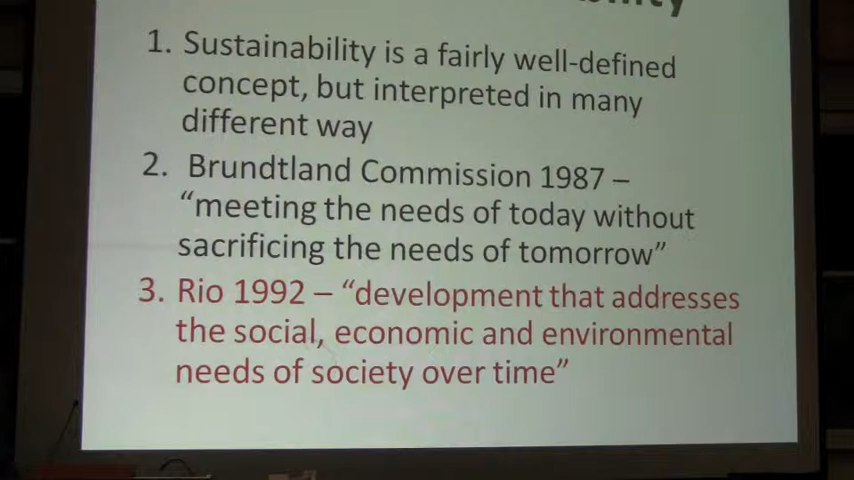 1. Sustainability is a fairly well-defined
concept, but interpreted in many
different way
2. Brundtland Commission 1987 –
“meeting the needs of today without
sacrificing the needs of tomorrow”
3. Rio 1992 – “development that addresses
the social, economic and environmental
needs of society over time”